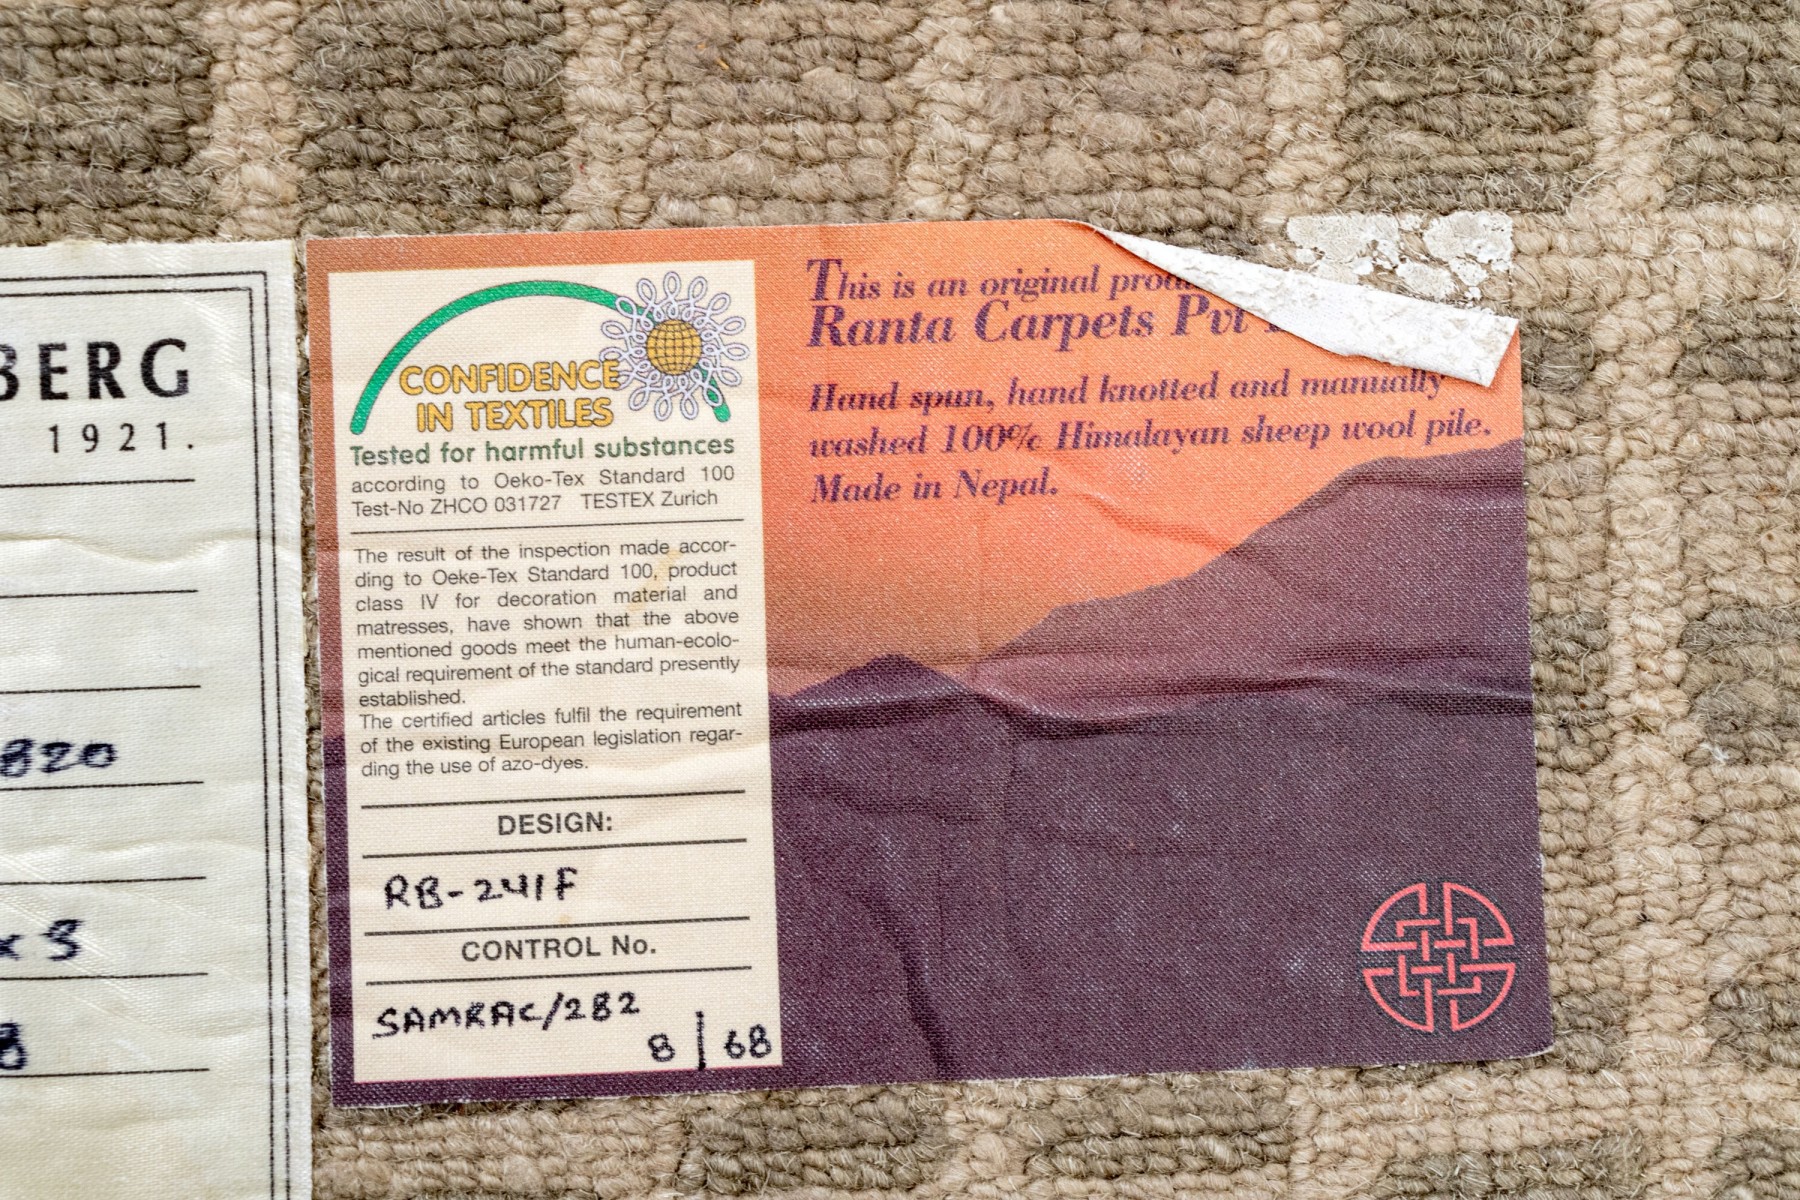 BERG
1921.
820
x 3
8
CONFIDENCE
IN TEXTILES
Tested for harmful substances
according to Oeko-Tex Standard 100
Test-No ZHCO 031727 TESTEX Zurich
The result of the inspection made accor-
ding to Oeke-Tex Standard 100, product
class IV for decoration material and
matresses, have shown that the above
mentioned goods meet the human-ecolo-
gical requirement of the standard presently
established.
The certified articles fulfil the requirement
of the existing European legislation regar-
ding the use of azo-dyes.
DESIGN:
RB-241F
CONTROL No.
SAMRAC/282
8 | 68
This is an original
Ranta Carpets Pvt
Hand spun, hand knotted and manually
washed 100% Himalayan sheep wool pile.
Made in Nepal.